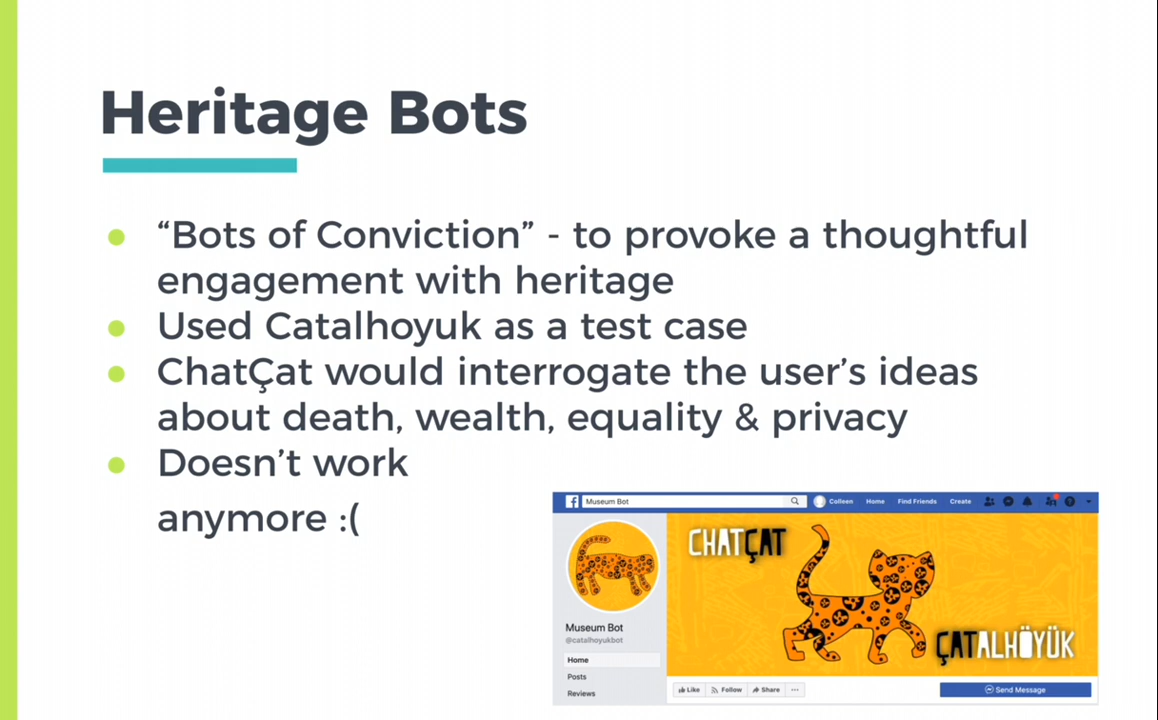 Heritage Bots
“Bots of Conviction” - to provoke a thoughtful
engagement with heritage
Used Catalhoyuk as a test case
ChatÇat would interrogate the user’s ideas
about death, wealth, equality & privacy
Doesn’t work
anymore :(
Museum Bot
Colleen Home Find Friends Create
CHATÇAT
ÇATALHÖYÜK
Museum Bot
@catalhoyukbot
Home
Posts
Reviews
Like Follow Share ...
Send Message